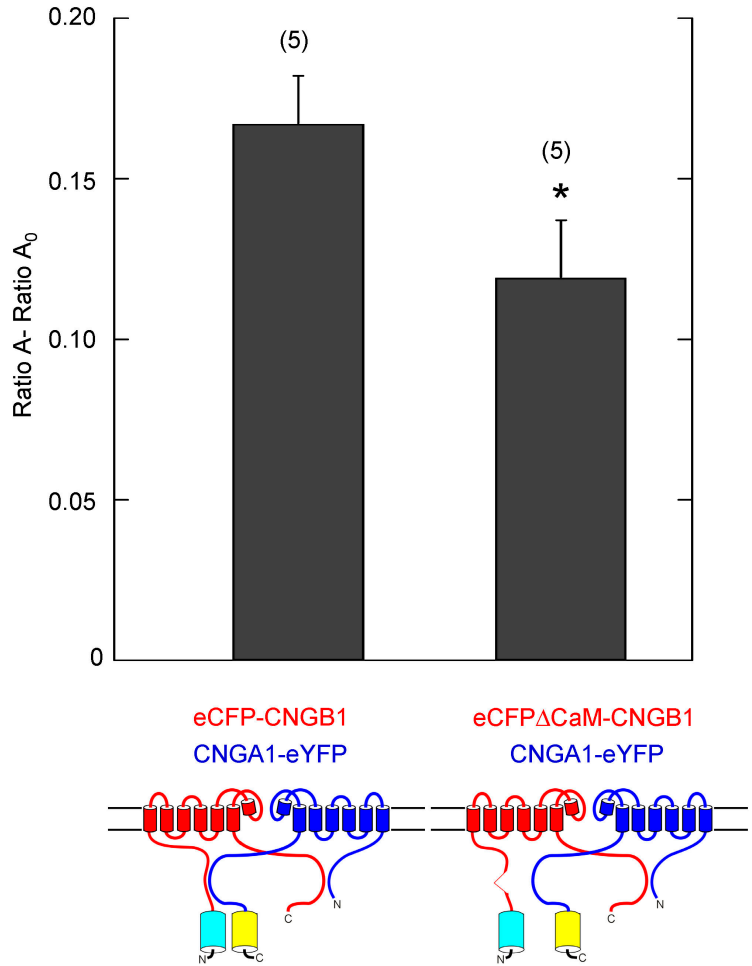 0.20
0.15
0.10
0.05
0
Ratio A- Ratio A0
(5)
(5)
*
eCFP-CNGB1
CNGA1-eYFP
eCFPΔCaM-CNGB1
CNGA1-eYFP
C
N
N
C
C
N
N
C